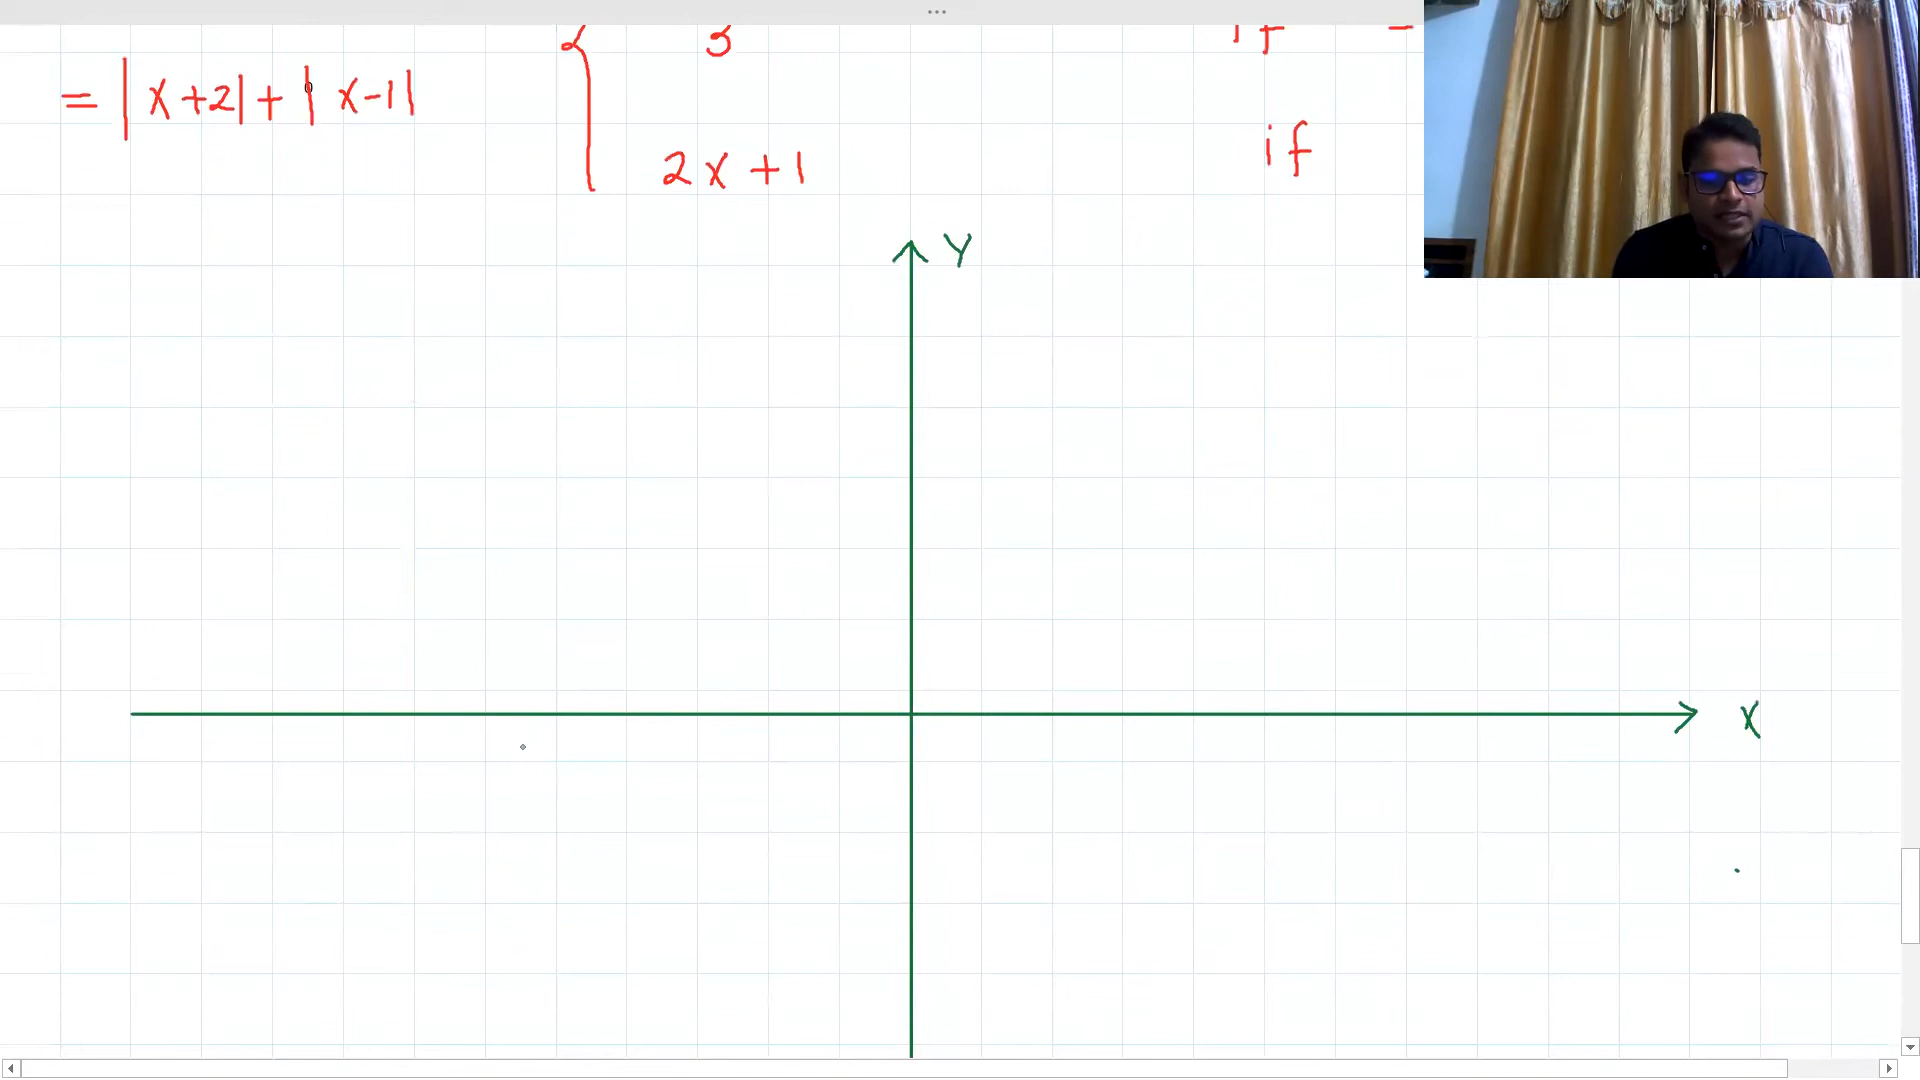 3 if -
= | x+2| + | x-1|
2x +1 if
Y
X